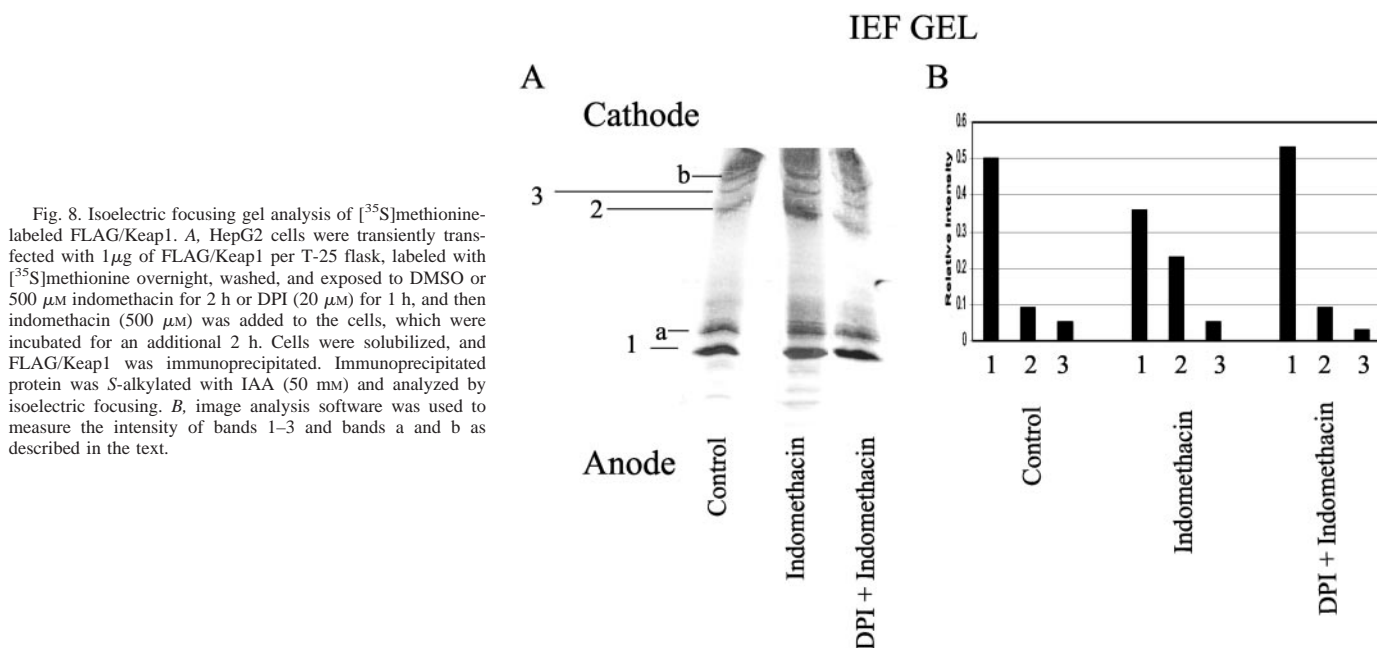 Fig. 8. Isoelectric focusing gel analysis of [³⁵S]methionine-
labeled FLAG/Keap1. A, HepG2 cells were transiently trans-
fected with 1μg of FLAG/Keap1 per T-25 flask, labeled with
[³⁵S]methionine overnight, washed, and exposed to DMSO or
500 μM indomethacin for 2 h or DPI (20 μM) for 1 h, and then
indomethacin (500 μM) was added to the cells, which were
incubated for an additional 2 h. Cells were solubilized, and
FLAG/Keap1 was immunoprecipitated. Immunoprecipitated
protein was S-alkylated with IAA (50 mM) and analyzed by
isoelectric focusing. B, image analysis software was used to
measure the intensity of bands 1–3 and bands a and b as
described in the text.
IEF GEL
A
Cathode
b
3
2
a
1
Anode
Control
Indomethacin
DPI + Indomethacin
B
Relative Intensity
0.6
0.5
0.4
0.3
0.2
0.1
0
1 2 3 1 2 3 1 2 3
Control
Indomethacin
DPI + Indomethacin